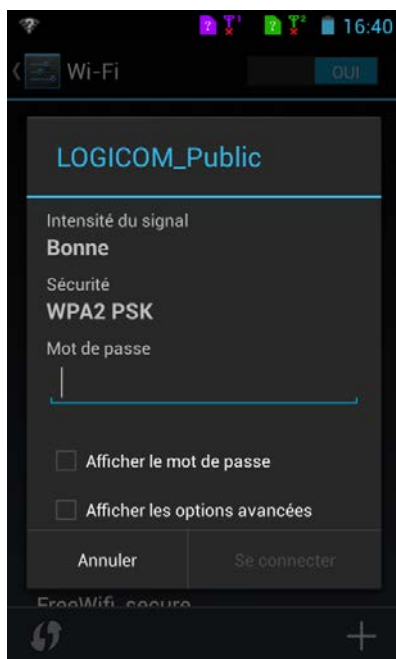 16:40
Wi-Fi
OUI
LOGICOM_Public
Intensité du signal
Bonne
Sécurité
WPA2 PSK
Mot de passe
Afficher le mot de passe
Afficher les options avancées
Annuler
Se connecter
FreeWifi_secure